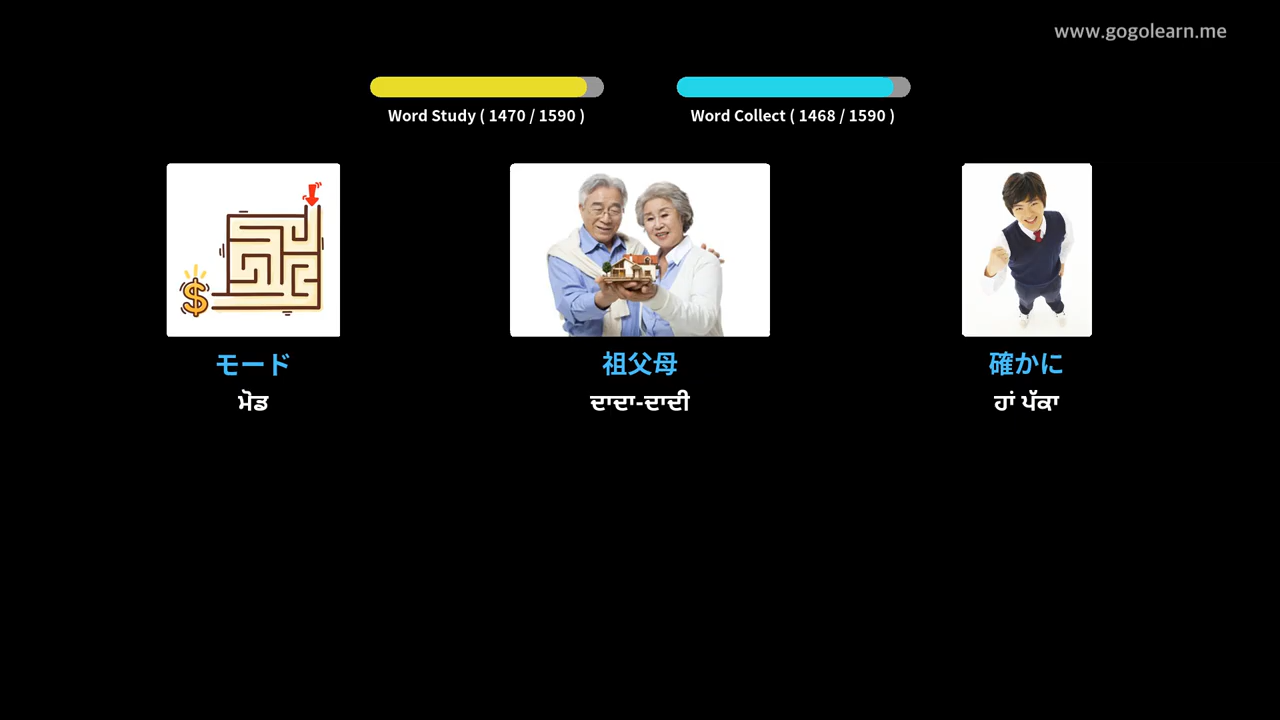 www.gogolearn.me
Word Study ( 1470 / 1590 )
Word Collect ( 1468 / 1590 )
$
モード
祖父母
確かに
ਮੋਡ
ਦਾਦਾ-ਦਾਦੀ
ਹਾਂ ਪੱਕਾ